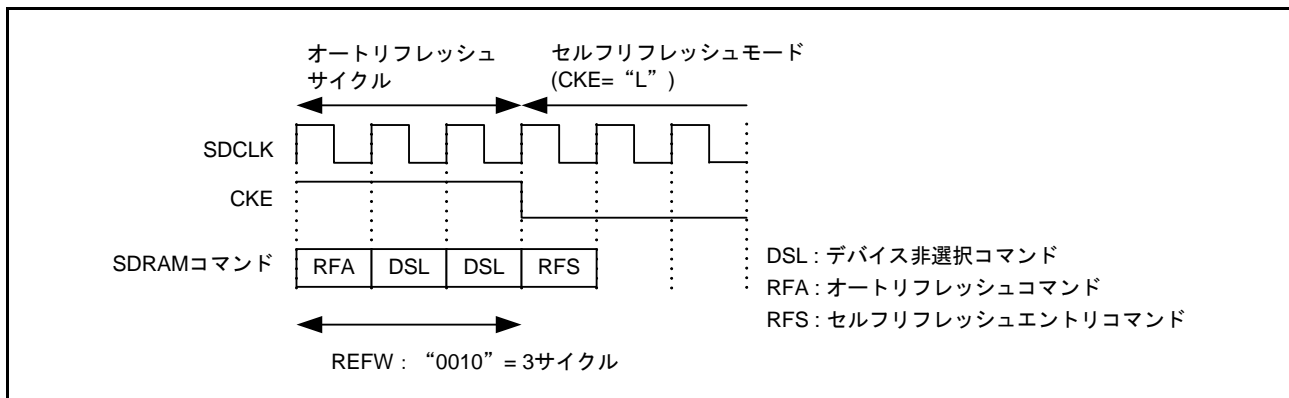 オートリフレッシュ
サイクル
セルフリフレッシュモード
(CKE= “L” )
SDCLK
CKE
SDRAMコマンド
RFA
DSL
DSL
RFS
DSL : デバイス非選択コマンド
RFA : オートリフレッシュコマンド
RFS : セルフリフレッシュエントリコマンド
REFW : “0010” = 3サイクル